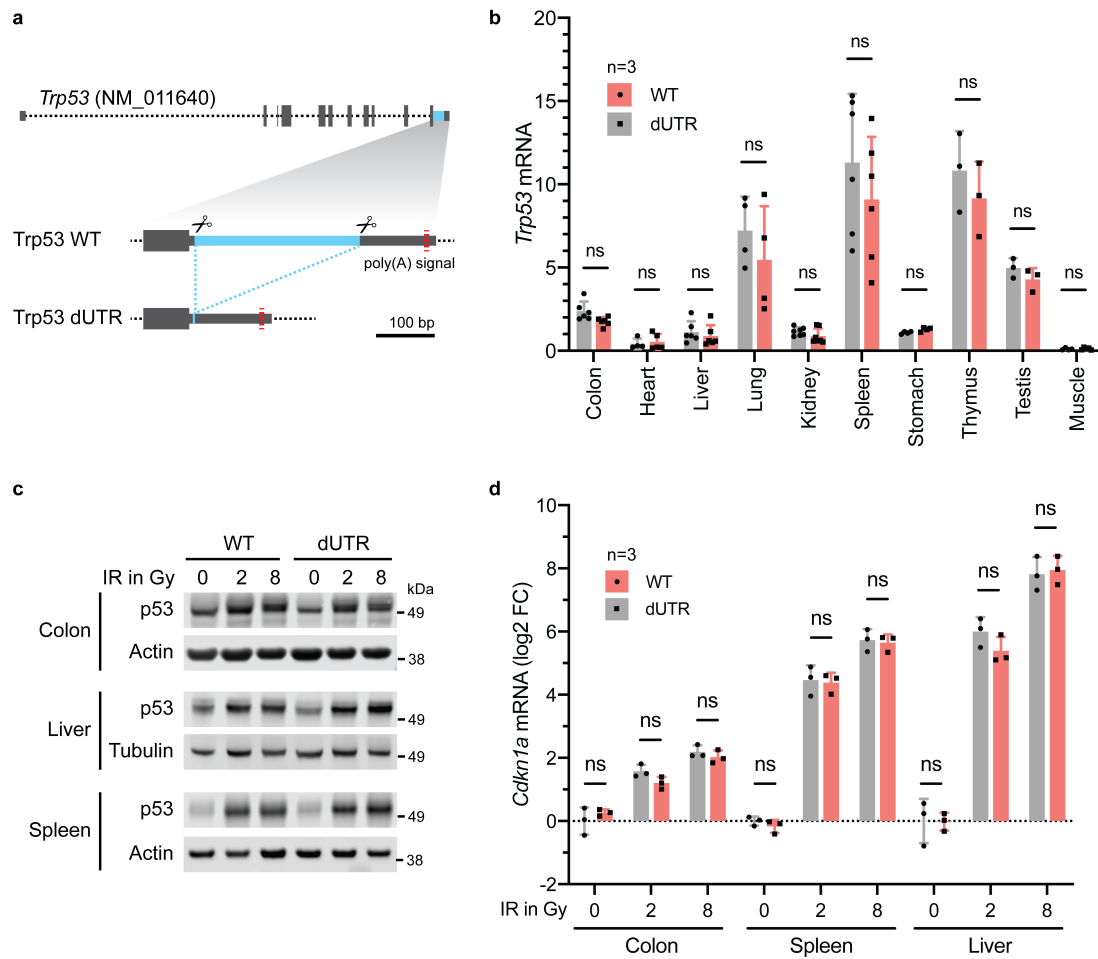 a
Trp53 (NM_011640)
Trp53 WT
poly(A) signal
Trp53 dUTR
100 bp
b
Trp53 mRNA
20
15
10
5
0
n=3
WT
dUTR
ns
ns
ns
ns
ns
ns
ns
ns
ns
ns
Colon
Heart
Liver
Lung
Kidney
Spleen
Stomach
Thymus
Testis
Muscle
c
WT dUTR
IR in Gy 0 2 8 0 2 8 kDa
Colon
p53 49
Actin 38
Liver
p53 49
Tubulin 49
Spleen
p53 49
Actin 38
d
Cdkn1a mRNA (log2 FC)
10
8
6
4
2
0
-2
n=3
WT
dUTR
ns
ns
ns
ns
ns
ns
ns
ns
ns
IR in Gy 0 2 8 0 2 8 0 2 8
Colon Spleen Liver